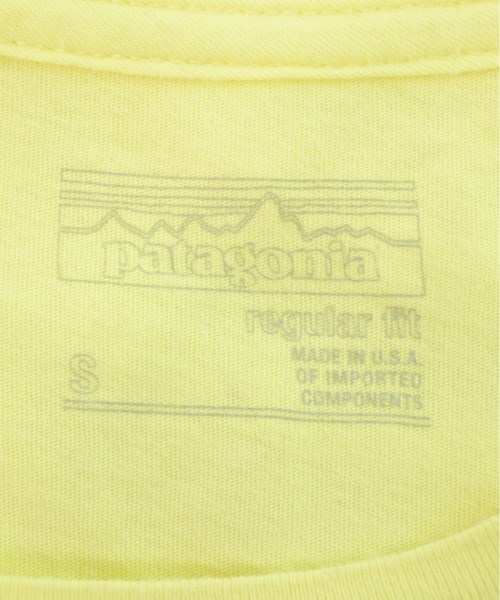 patagonia
regular fit
S
MADE IN U.S.A.
OF IMPORTED
COMPONENTS